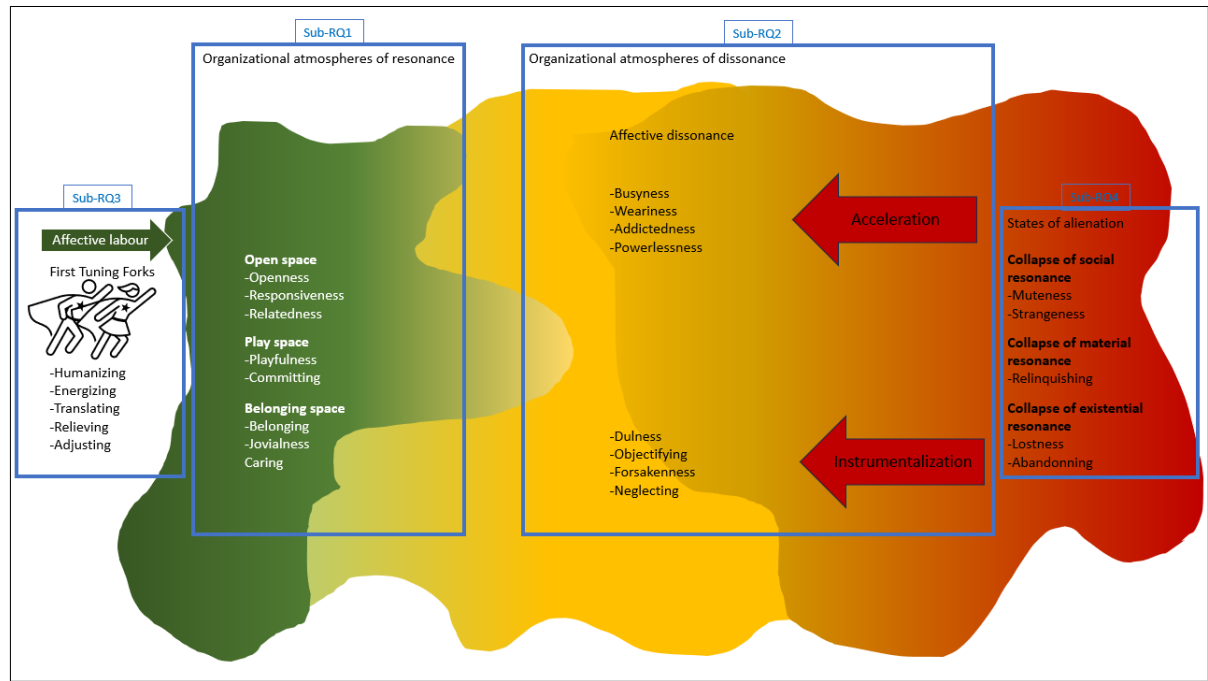 Sub-RQ1
Organizational atmospheres of resonance
Sub-RQ2
Organizational atmospheres of dissonance
Sub-RQ3
Affective labour
First Tuning Forks
-Humanizing
-Energizing
-Translating
-Relieving
-Adjusting
Open space
-Openness
-Responsiveness
-Relatedness
Play space
-Playfulness
-Committing
Belonging space
-Belonging
-Jovialness
Caring
Affective dissonance
-Busyness
-Weariness
-Addictedness
-Powerlessness
Acceleration
-Dulness
-Objectifying
-Forsakenness
-Neglecting
Instrumentalization
Sub-RQ4
States of alienation
Collapse of social
resonance
-Muteness
-Strangeness
Collapse of material
resonance
-Relinquishing
Collapse of existential
resonance
-Lostness
-Abandonning